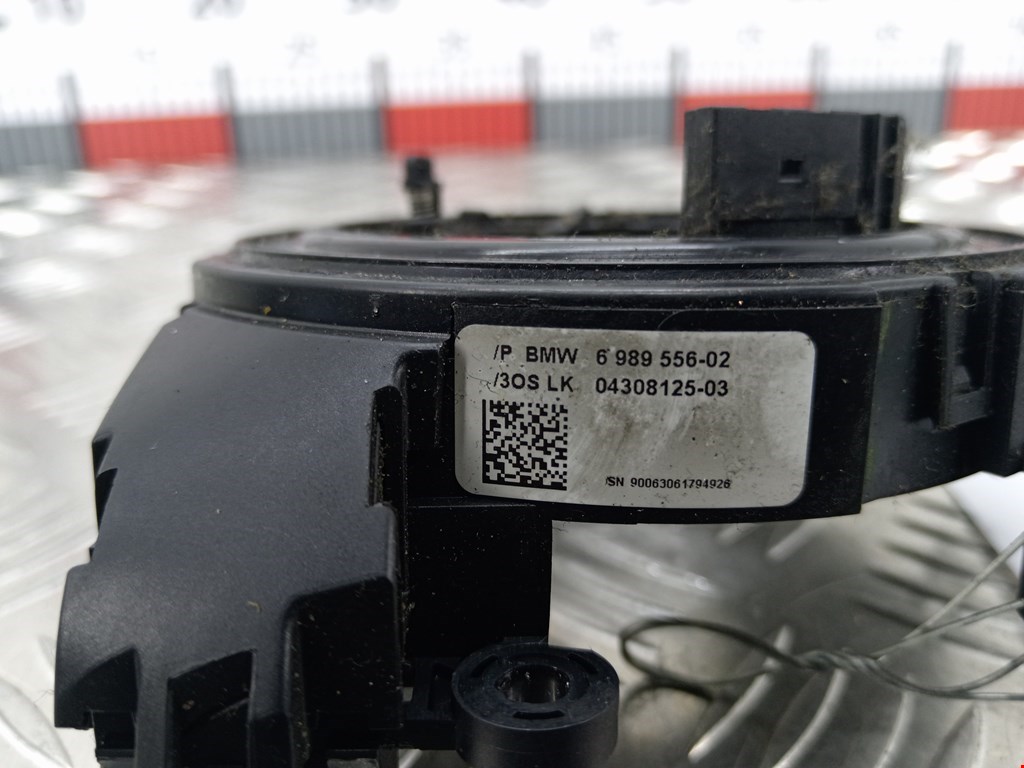 /P BMW 6 989 556-02
/3OS LK 04308125-03
/SN 90063061794926